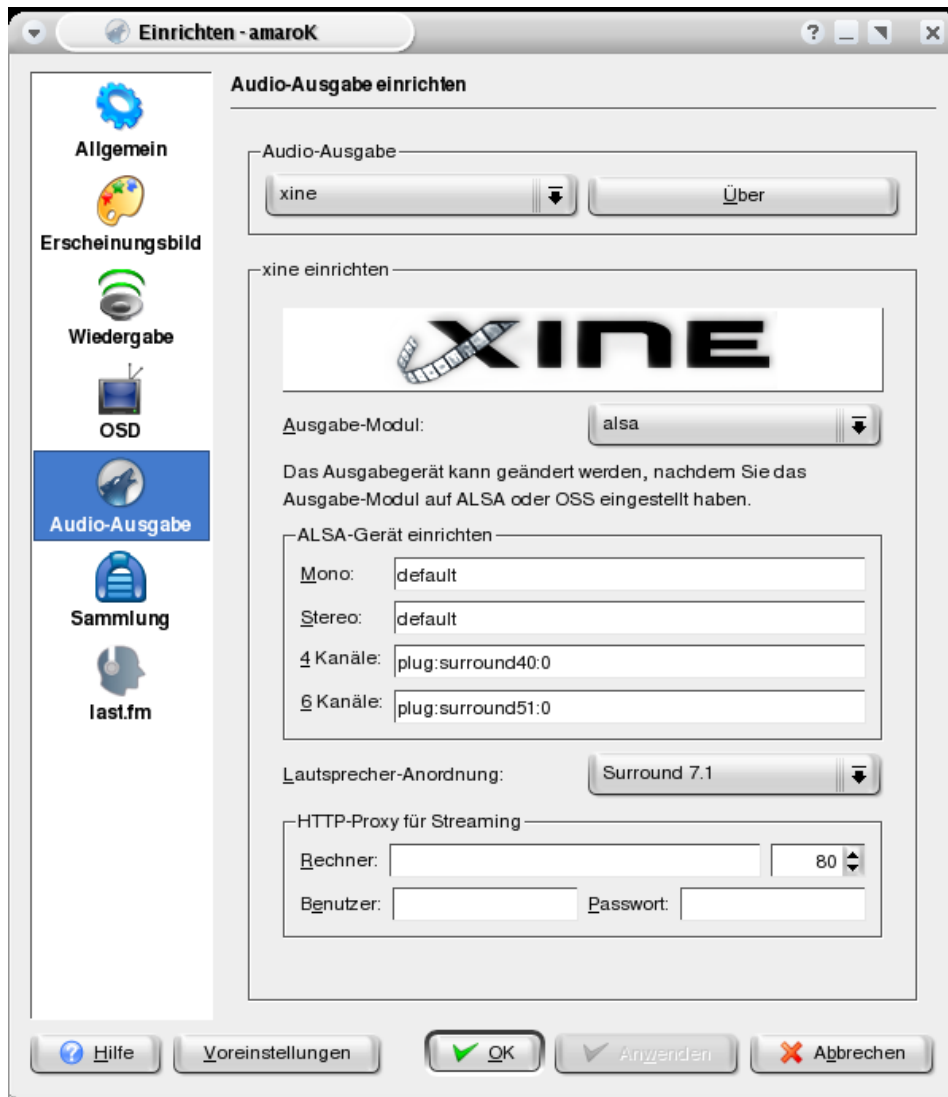 Einrichten - amaroK
?
Allgemein
Erscheinungsbild
Wiedergabe
OSD
Audio-Ausgabe
Sammlung
last.fm
Audio-Ausgabe einrichten
Audio-Ausgabe
xine
Über
xine einrichten
XINE
Ausgabe-Modul:
alsa
Das Ausgabegerät kann geändert werden, nachdem Sie das
Ausgabe-Modul auf ALSA oder OSS eingestellt haben.
ALSA-Gerät einrichten
Mono:
default
Stereo:
default
4 Kanäle:
plug:surround40:0
6 Kanäle:
plug:surround51:0
Lautsprecher-Anordnung:
Surround 7.1
HTTP-Proxy für Streaming
Rechner:
80
Benutzer:
Passwort:
Hilfe
Voreinstellungen
OK
Anwenden
Abbrechen